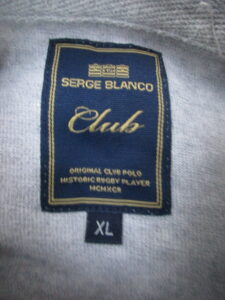 SERGE BLANCO
Club
ORIGINAL CLUB POLO
HISTORIC RUGBY PLAYER
MCMXCII
XL